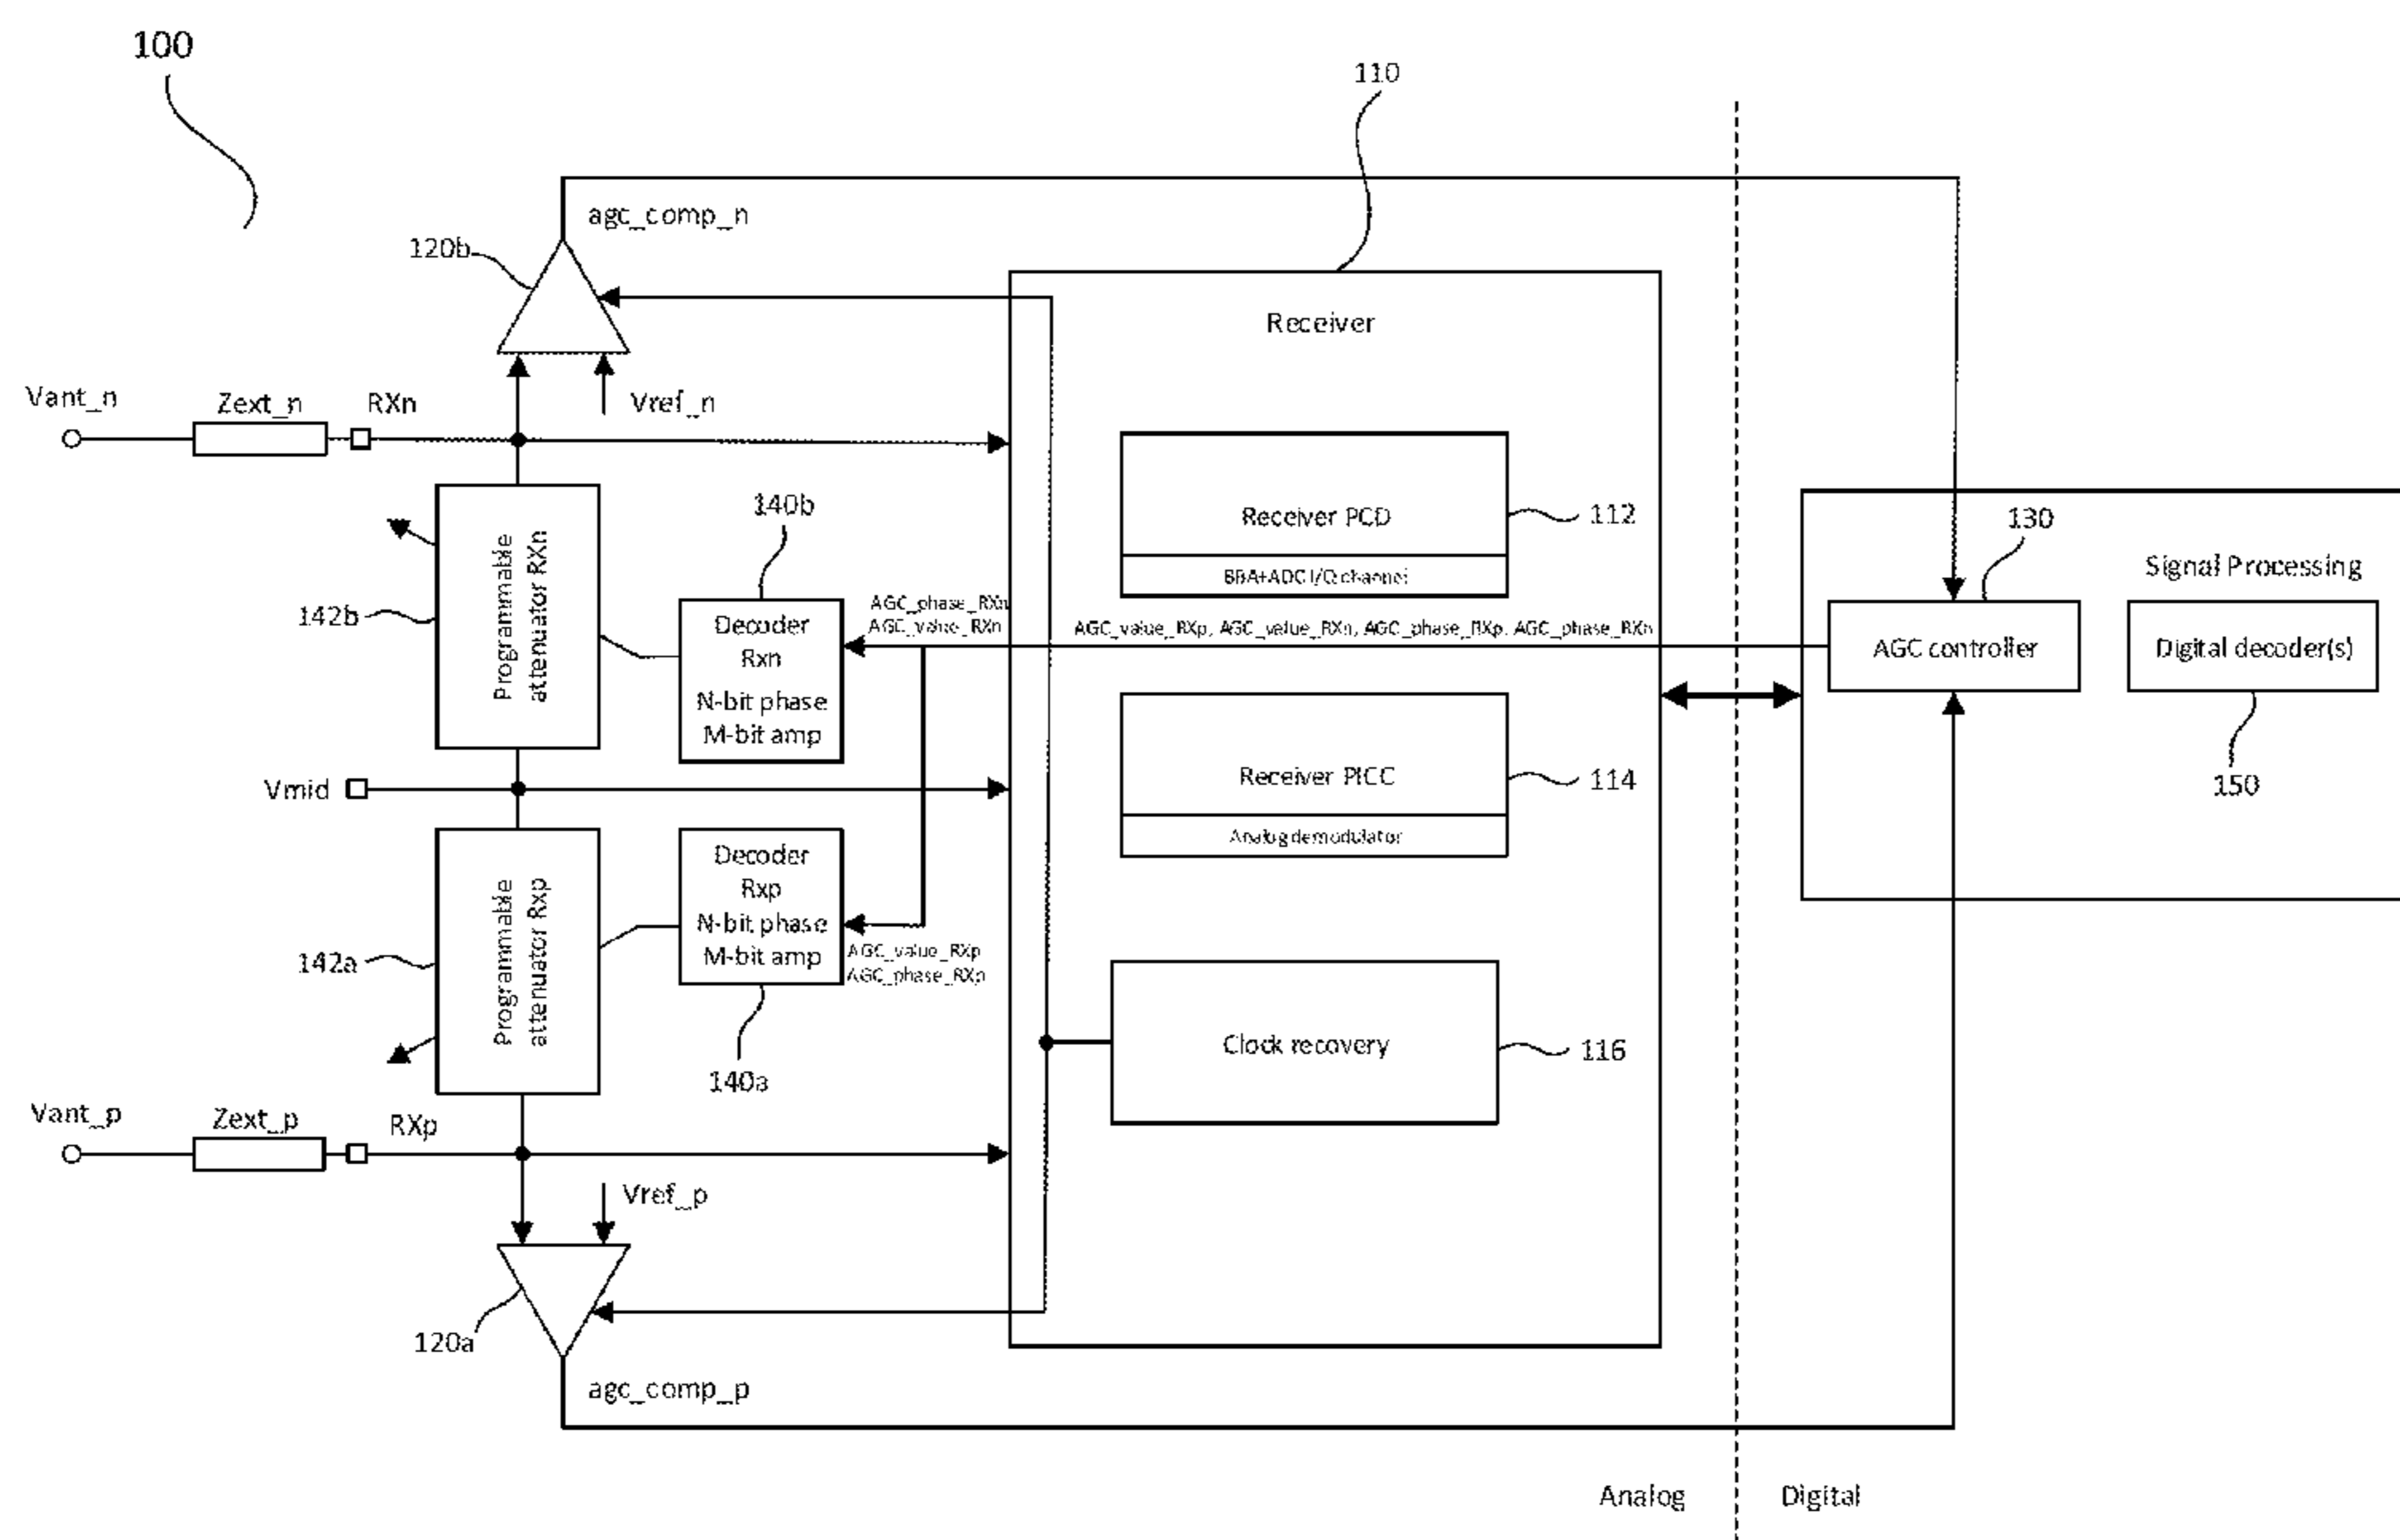 100
110
agc_comp_n
120b
Receiver
Vant_n
Zext_n
RXn
Vref_n
Receiver PCD
BBA+ADC I/Q channel
112
140b
130
Signal Processing
Programmable
attenuator RXn
142b
Decoder
Rxn
N-bit phase
M-bit amp
AGC_phase_RXn
AGC_value_RXn
AGC_value_RXp, AGC_value_RXn, AGC_phase_RXp, AGC_phase_RXn
AGC controller
Digital decoder(s)
150
Vmid
Receiver PICC
Analog demodulator
114
Programmable
attenuator Rxp
142a
Decoder
Rxp
N-bit phase
M-bit amp
AGC_value_RXp
AGC_phase_RXp
140a
Clock recovery
116
Vant_p
Zext_p
RXp
Vref_p
120a
agc_comp_p
Analog
Digital